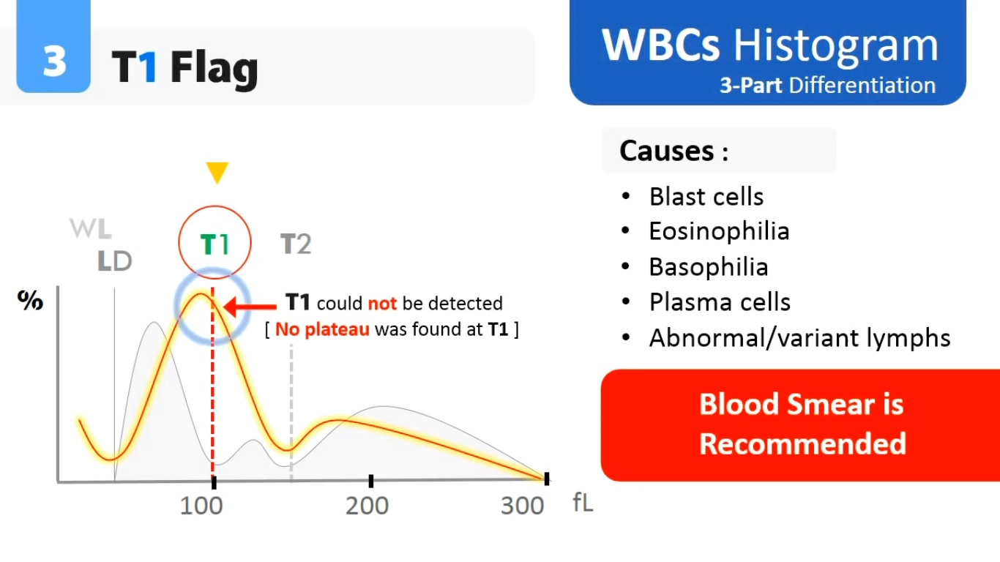 3
T1 Flag
WBCs Histogram
3-Part Differentiation
WL
LD
T1
T2
%
T1 could not be detected
[ No plateau was found at T1 ]
100
200
300
fL
Causes :
• Blast cells
• Eosinophilia
• Basophilia
• Plasma cells
• Abnormal/variant lymphs
Blood Smear is
Recommended